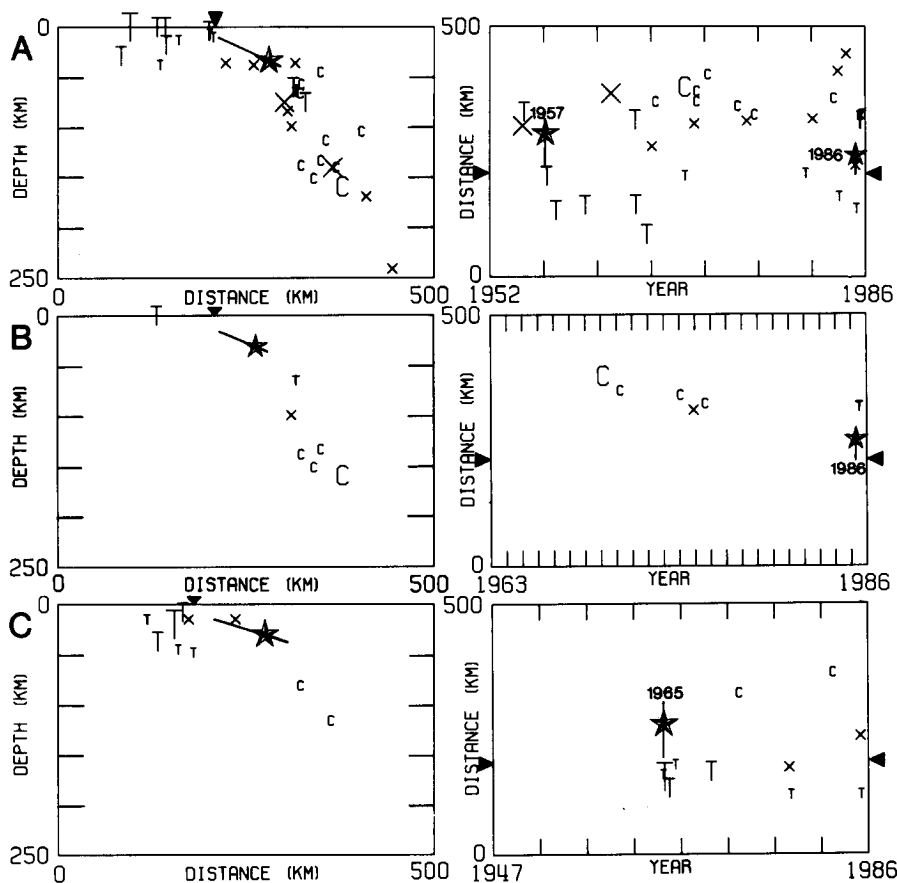 A
0
DEPTH (KM)
250
0
DISTANCE (KM)
500
500
DISTANCE (KM)
0
1957
1986
1952
YEAR
1986
B
0
DEPTH (KM)
250
0
DISTANCE (KM)
500
500
DISTANCE (KM)
0
1986
1963
YEAR
1986
C
0
DEPTH (KM)
250
0
DISTANCE (KM)
500
500
DISTANCE (KM)
0
1965
1947
YEAR
1986